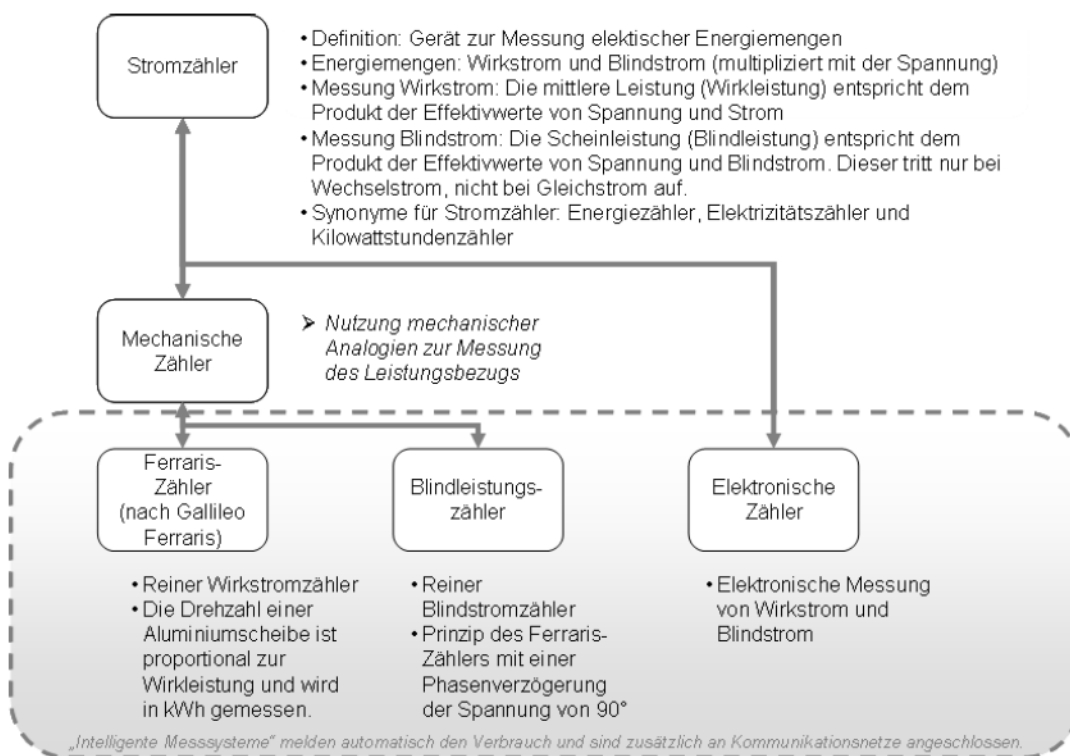 Stromzähler
• Definition: Gerät zur Messung elektischer Energiemengen
• Energiemengen: Wirkstrom und Blindstrom (multipliziert mit der Spannung)
• Messung Wirkstrom: Die mittlere Leistung (Wirkleistung) entspricht dem
Produkt der Effektivwerte von Spannung und Strom
• Messung Blindstrom: Die Scheinleistung (Blindleistung) entspricht dem
Produkt der Effektivwerte von Spannung und Blindstrom. Dieser tritt nur bei
Wechselstrom, nicht bei Gleichstrom auf.
• Synonyme für Stromzähler: Energiezähler, Elektrizitätszähler und
Kilowattstundenzähler
Mechanische
Zähler
➢ Nutzung mechanischer
Analogien zur Messung
des Leistungsbezugs
Ferraris-
Zähler
(nach Gallileo
Ferraris)
• Reiner Wirkstromzähler
• Die Drehzahl einer
Aluminiumscheibe ist
proportional zur
Wirkleistung und wird
in kWh gemessen.
Blindleistungs-
zähler
• Reiner
Blindstromzähler
• Prinzip des Ferraris-
Zählers mit einer
Phasenverzögerung
der Spannung von 90°
Elektronische
Zähler
• Elektronische Messung
von Wirkstrom und
Blindstrom
„Intelligente Messsysteme“ melden automatisch den Verbrauch und sind zusätzlich an Kommunikationsnetze angeschlossen.